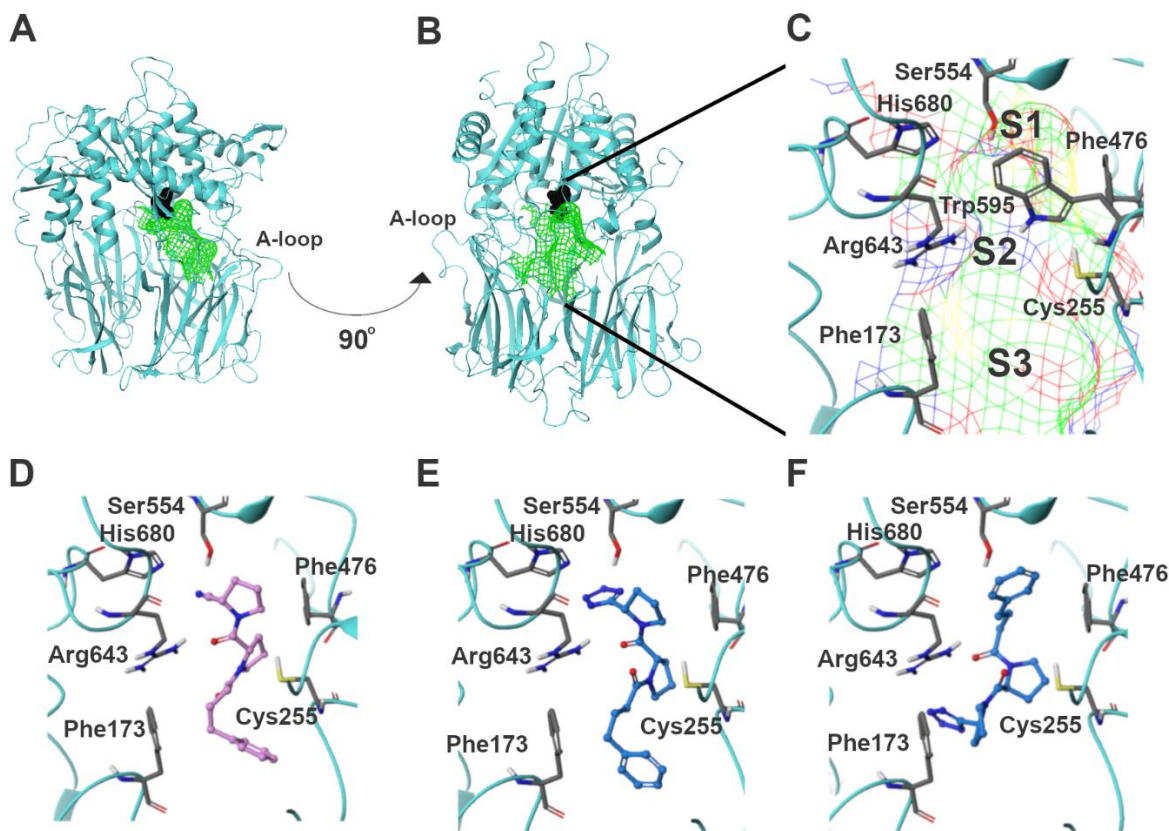 A
B
C
A-loop
A-loop
90°
Ser554
His680
S1
Phe476
Trp595
Arg643
S2
Cys255
Phe173
S3
D
E
F
Ser554
His680
Phe476
Arg643
Cys255
Phe173
Ser554
His680
Phe476
Arg643
Cys255
Phe173
Ser554
His680
Phe476
Arg643
Cys255
Phe173